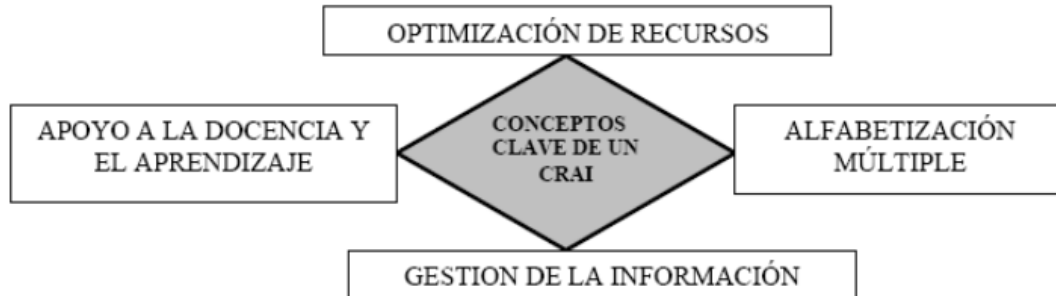 OPTIMIZACIÓN DE RECURSOS
APOYO A LA DOCENCIA Y
EL APRENDIZAJE
CONCEPTOS
CLAVE DE UN
CRAI
ALFABETIZACIÓN
MÚLTIPLE
GESTION DE LA INFORMACIÓN